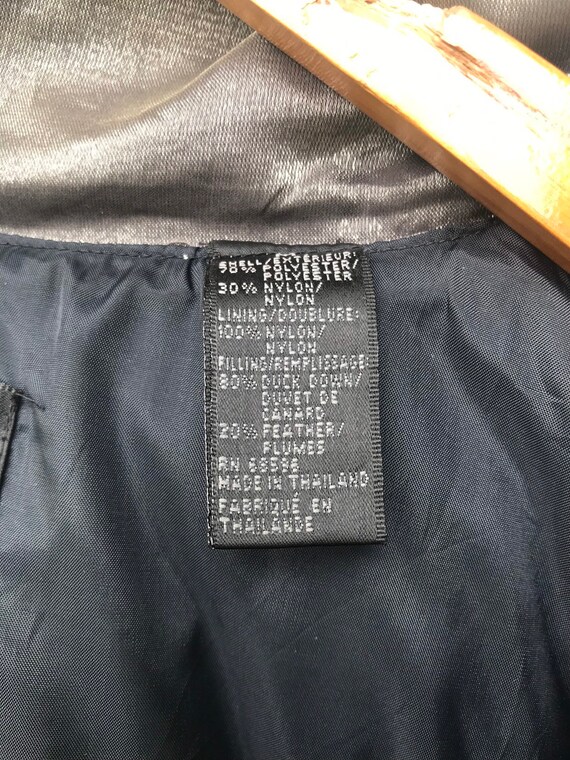 SHELL/EXTERIEUR:
POLYESTER/
POLYESTER
30% NYLON/
NYLON
LINING/DOUBLURE:
100% NYLON/
NYLON
FILLING/REMPLISSAGE:
80% DUCK DOWN/
DUVET DE
CANARD
20% FEATHER/
PLUMES
RN
MADE IN THAILAND
FABRIQUÉ EN
THAILANDE